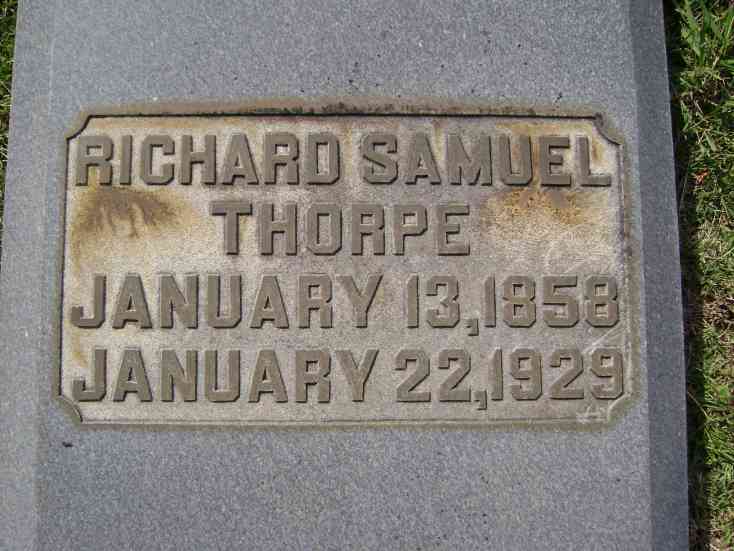 RICHARD SAMUEL
THORPE
JANUARY 13,1858
JANUARY 22,1929